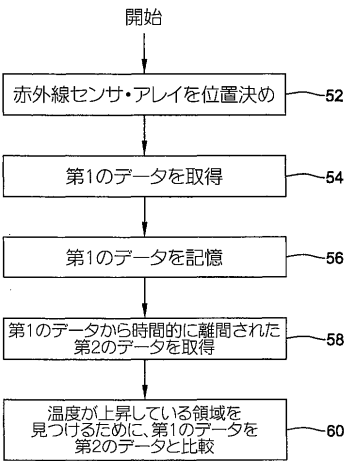 開始
赤外線センサ・アレイを位置決め
52
第1のデータを取得
54
第1のデータを記憶
56
第1のデータから時間的に離間された
第2のデータを取得
58
温度が上昇している領域を
見つけるために、第1のデータを
第2のデータと比較
60